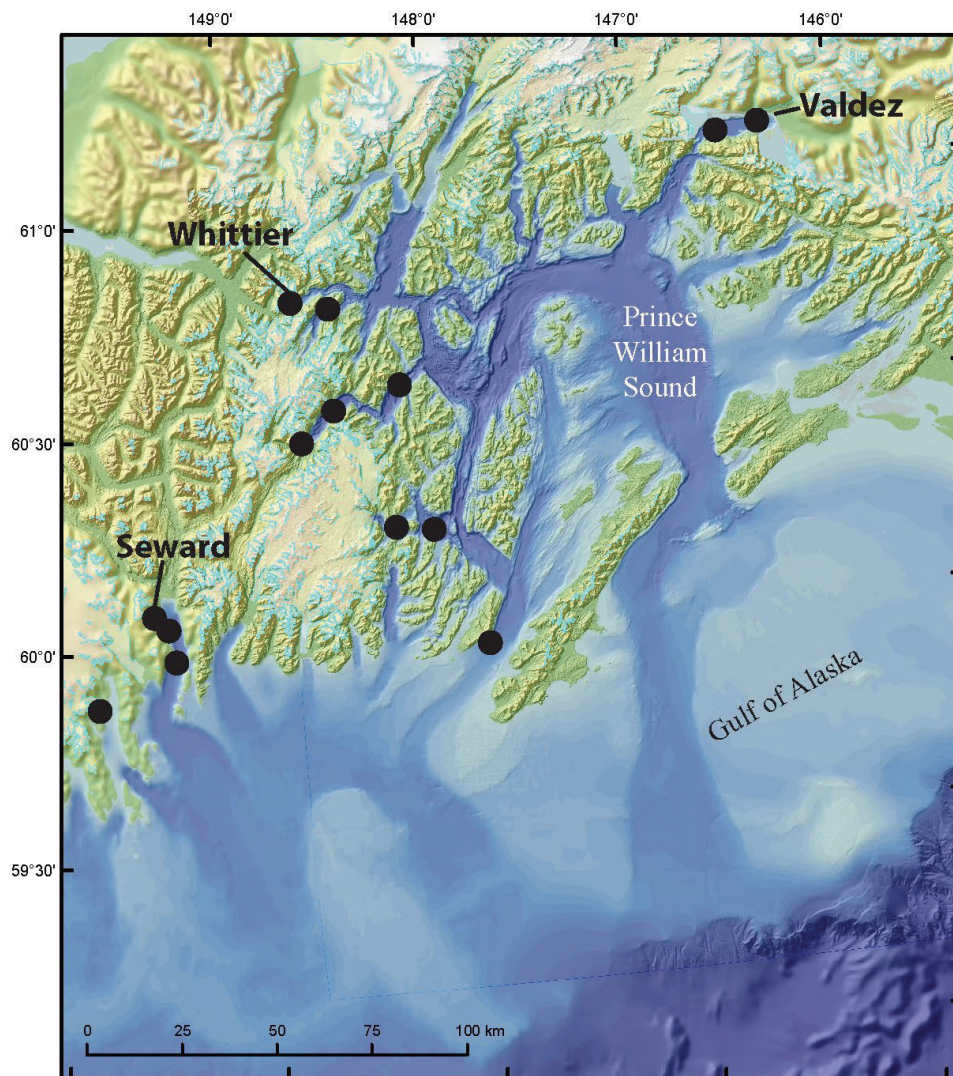 149°0'
148°0'
147°0'
146°0'
Valdez
61°0'
Whittier
Prince
William
Sound
60°30'
Seward
60°0'
Gulf of Alaska
59°30'
0
25
50
75
100 km